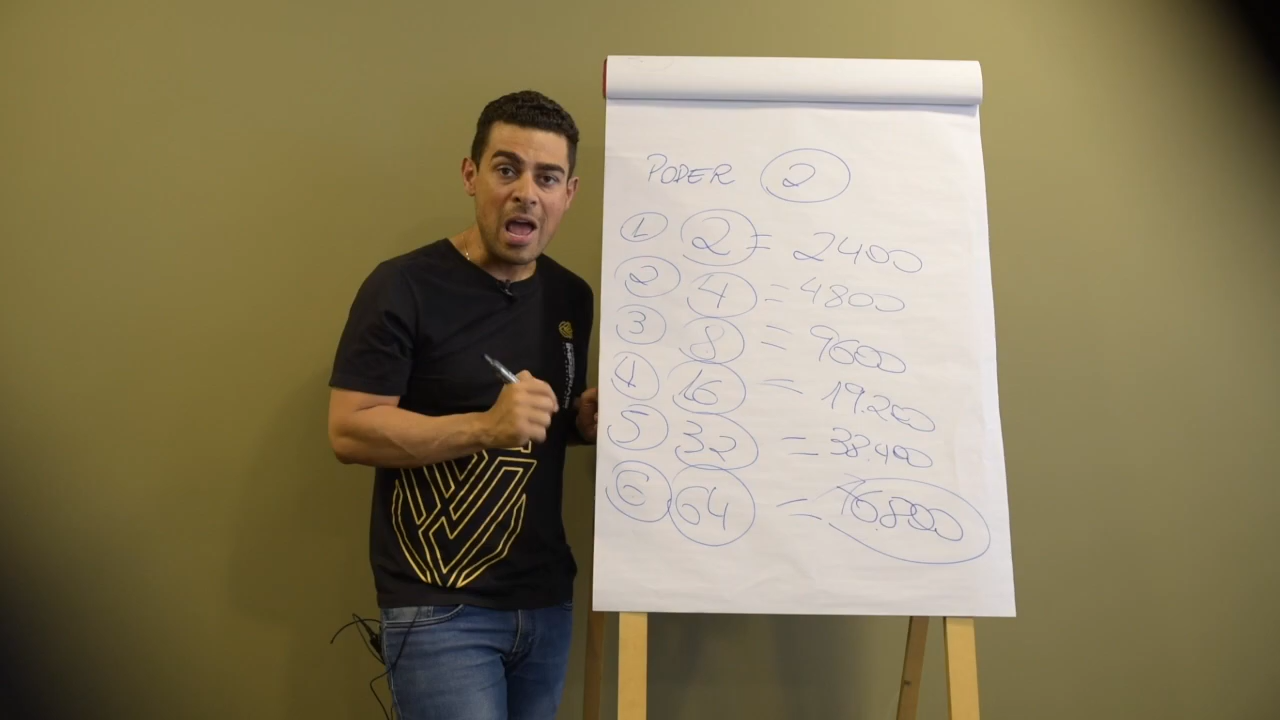 PODER 2
1 2 = 2400
2 4 = 4800
3 8 = 9600
4 16 = 19.200
5 32 = 38.400
6 64 = 76.800